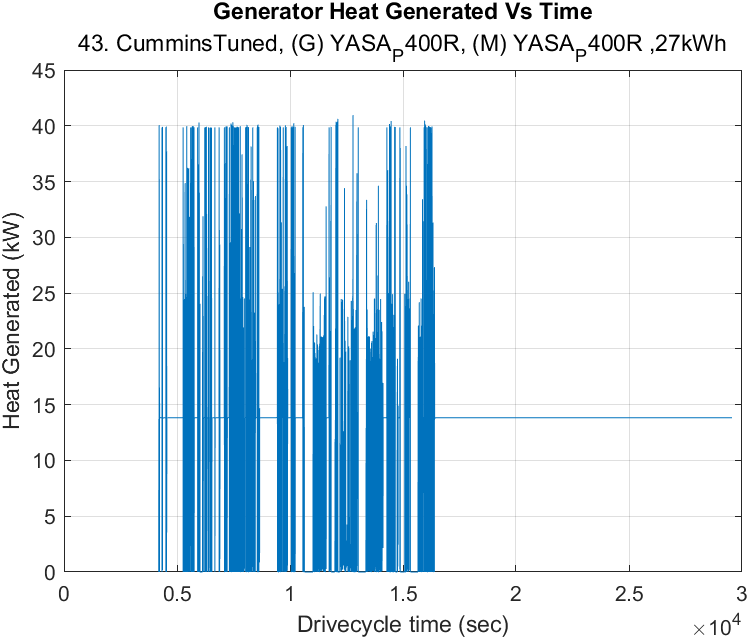 Generator Heat Generated Vs Time
43. CumminsTuned, (G) YASAP400R, (M) YASAP400R ,27kWh
45
40
35
30
25
20
15
10
5
0
Heat Generated (kW)
0 0.5 1 1.5 2 2.5 3
Drivecycle time (sec)
×10^4